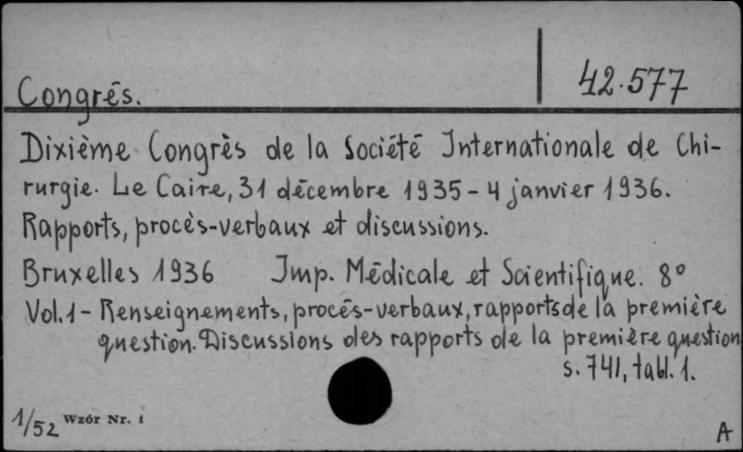 42.577
Congrès.
Dixième Congrès de la Société Internationale de Chi-
rurgie. Le Caire, 31 décembre 1935 - 4 janvier 1936.
Rapports, procès-verbaux et discussions.
Bruxelles 1936 Imp. Médicale et Scientifique. 8°
Vol. 1 - Renseignements, procès-verbaux, rapports de la première
question. Discussions des rapports de la première question
s. 741, tabl. 1.
1/52 Wzór Nr. 1
A